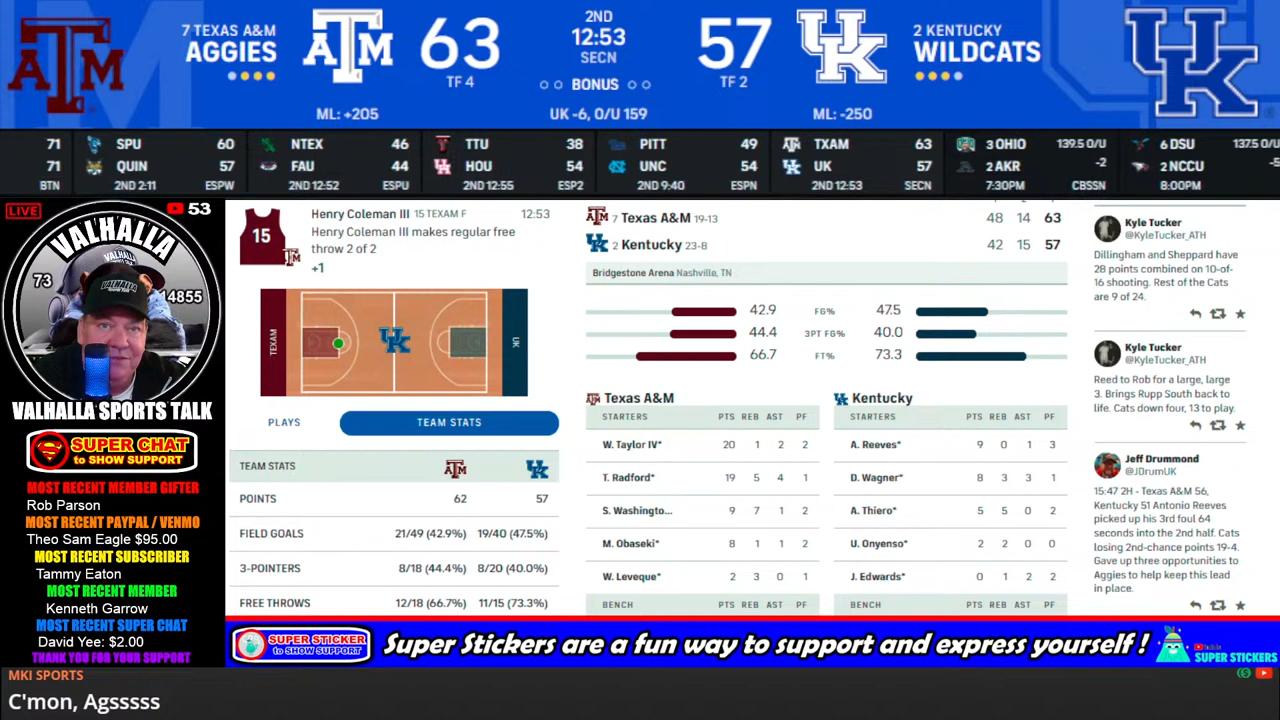 7 TEXAS A&M
AGGIES
63
TF 4
2ND
12:53
SECN
BONUS
57
TF 2
2 KENTUCKY
WILDCATS
ML: +205
UK -6, O/U 159
ML: -250
71
71
BTN
SPU 60
QUIN 57
2ND 2:11 ESPW
NTEX 46
FAU 44
2ND 12:52 ESPU
TTU 38
HOU 54
2ND 12:55 ESP2
PITT 49
UNC 54
2ND 9:40 ESPN
TXAM 63
UK 57
2ND 12:53 SECN
3 OHIO 139.5 O/U
2 AKR -2
7:30PM CBSSN
6 DSU 137.5 O/U
2 NCCU
8:00PM
LIVE
53
VALHALLA
73
14855
VALHALLA SPORTS TALK
SUPER CHAT
to SHOW SUPPORT
MOST RECENT MEMBER GIFTER
Rob Parson
MOST RECENT PAYPAL / VENMO
Theo Sam Eagle $95.00
MOST RECENT SUBSCRIBER
Tammy Eaton
MOST RECENT MEMBER
Kenneth Garrow
MOST RECENT SUPER CHAT
David Yee: $2.00
THANK YOU FOR YOUR SUPPORT
15
Henry Coleman III 15 TEXAM F 12:53
Henry Coleman III makes regular free
throw 2 of 2
+1
TEXAM
UK
PLAYS
TEAM STATS
TEAM STATS
POINTS 62 57
FIELD GOALS 21/49 (42.9%) 19/40 (47.5%)
3-POINTERS 8/18 (44.4%) 8/20 (40.0%)
FREE THROWS 12/18 (66.7%) 11/15 (73.3%)
7 Texas A&M 19-13 48 14 63
2 Kentucky 23-8 42 15 57
Bridgestone Arena Nashville, TN
42.9 FG% 47.5
44.4 3PT FG% 40.0
66.7 FT% 73.3
Texas A&M
STARTERS PTS REB AST PF
W. Taylor IV* 20 1 2 2
T. Radford* 19 5 4 1
S. Washingto... 9 7 1 2
M. Obaseki* 8 1 1 2
W. Leveque* 2 3 0 1
BENCH PTS REB AST PF
Kentucky
STARTERS PTS REB AST PF
A. Reeves* 9 0 1 3
D. Wagner* 8 3 3 1
A. Thiero* 5 5 0 2
U. Onyenso* 2 2 0 0
J. Edwards* 0 1 2 2
BENCH PTS REB AST PF
Kyle Tucker
@KyleTucker_ATH
Dillingham and Sheppard have
28 points combined on 10-of-
16 shooting. Rest of the Cats
are 9 of 24.
Kyle Tucker
@KyleTucker_ATH
Reed to Rob for a large, large
3. Brings Rupp South back to
life. Cats down four, 13 to play.
Jeff Drummond
@JDrumUK
15:47 2H - Texas A&M 56,
Kentucky 51 Antonio Reeves
picked up his 3rd foul 64
seconds into the 2nd half. Cats
losing 2nd-chance points 19-4.
Gave up three opportunities to
Aggies to help keep this lead
in place.
SUPER STICKER
to SHOW SUPPORT
Super Stickers are a fun way to support and express yourself !
SUPER STICKERS
MKI SPORTS
C'mon, Agsssss